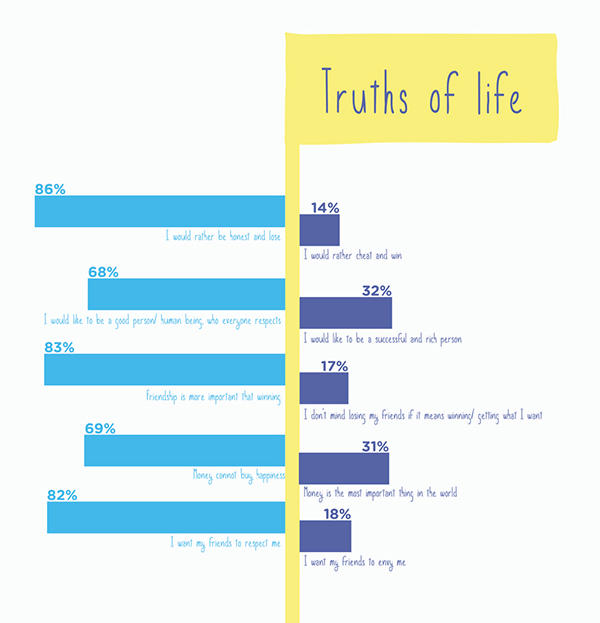 Truths of life
86%
I would rather be honest and lose
14%
I would rather cheat and win
68%
I would like to be a good person/ human being, who everyone respects
32%
I would like to be a successful and rich person
83%
Friendship is more important that winning
17%
I don't mind losing my friends if it means winning/ getting what I want
69%
Money connot buy happiness
31%
Money is the most important thing in the world
82%
I want my friends to respect me
18%
I want my friends to envy me